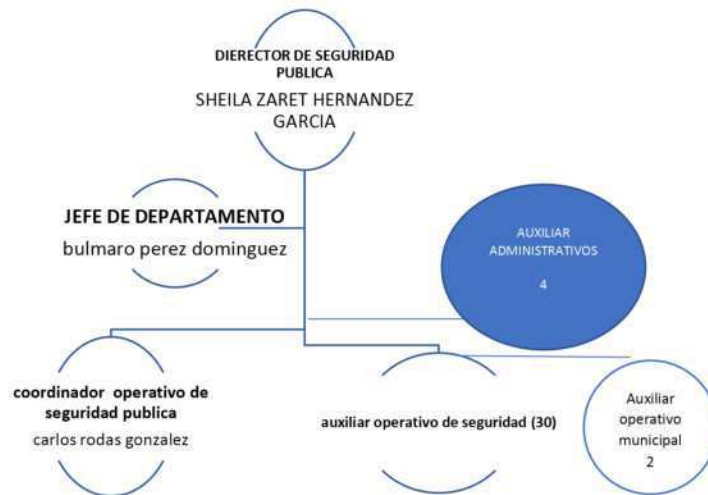 DIERECTOR DE SEGURIDAD
PUBLICA
SHEILA ZARET HERNANDEZ
GARCIA
JEFE DE DEPARTAMENTO
bulmaro perez dominguez
AUXILIAR
ADMINISTRATIVOS
4
coordinador operativo de
seguridad publica
carlos rodas gonzalez
auxiliar operativo de seguridad (30)
Auxiliar
operativo
municipal
2